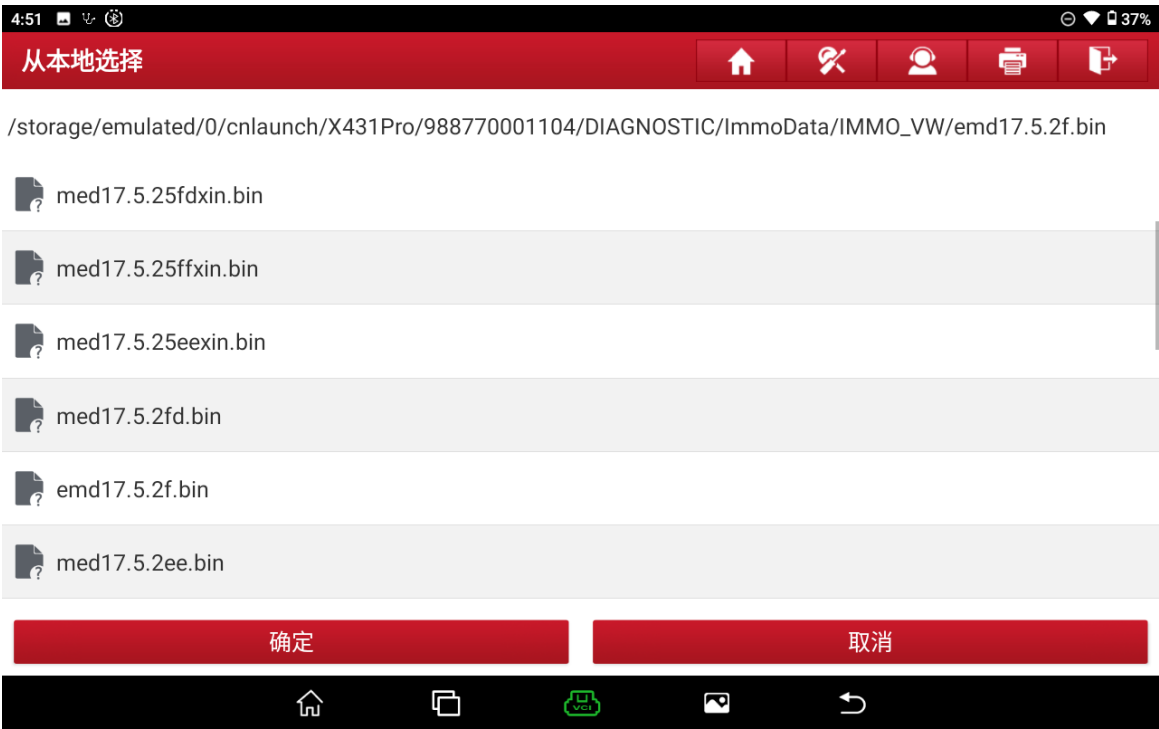 4:51 37%
从本地选择
/storage/emulated/0/cnlaunch/X431Pro/988770001104/DIAGNOSTIC/ImmoData/IMMO_VW/emd17.5.2f.bin
med17.5.25fdxin.bin
med17.5.25ffxin.bin
med17.5.25eexin.bin
med17.5.2fd.bin
emd17.5.2f.bin
med17.5.2ee.bin
确定 取消
VCI